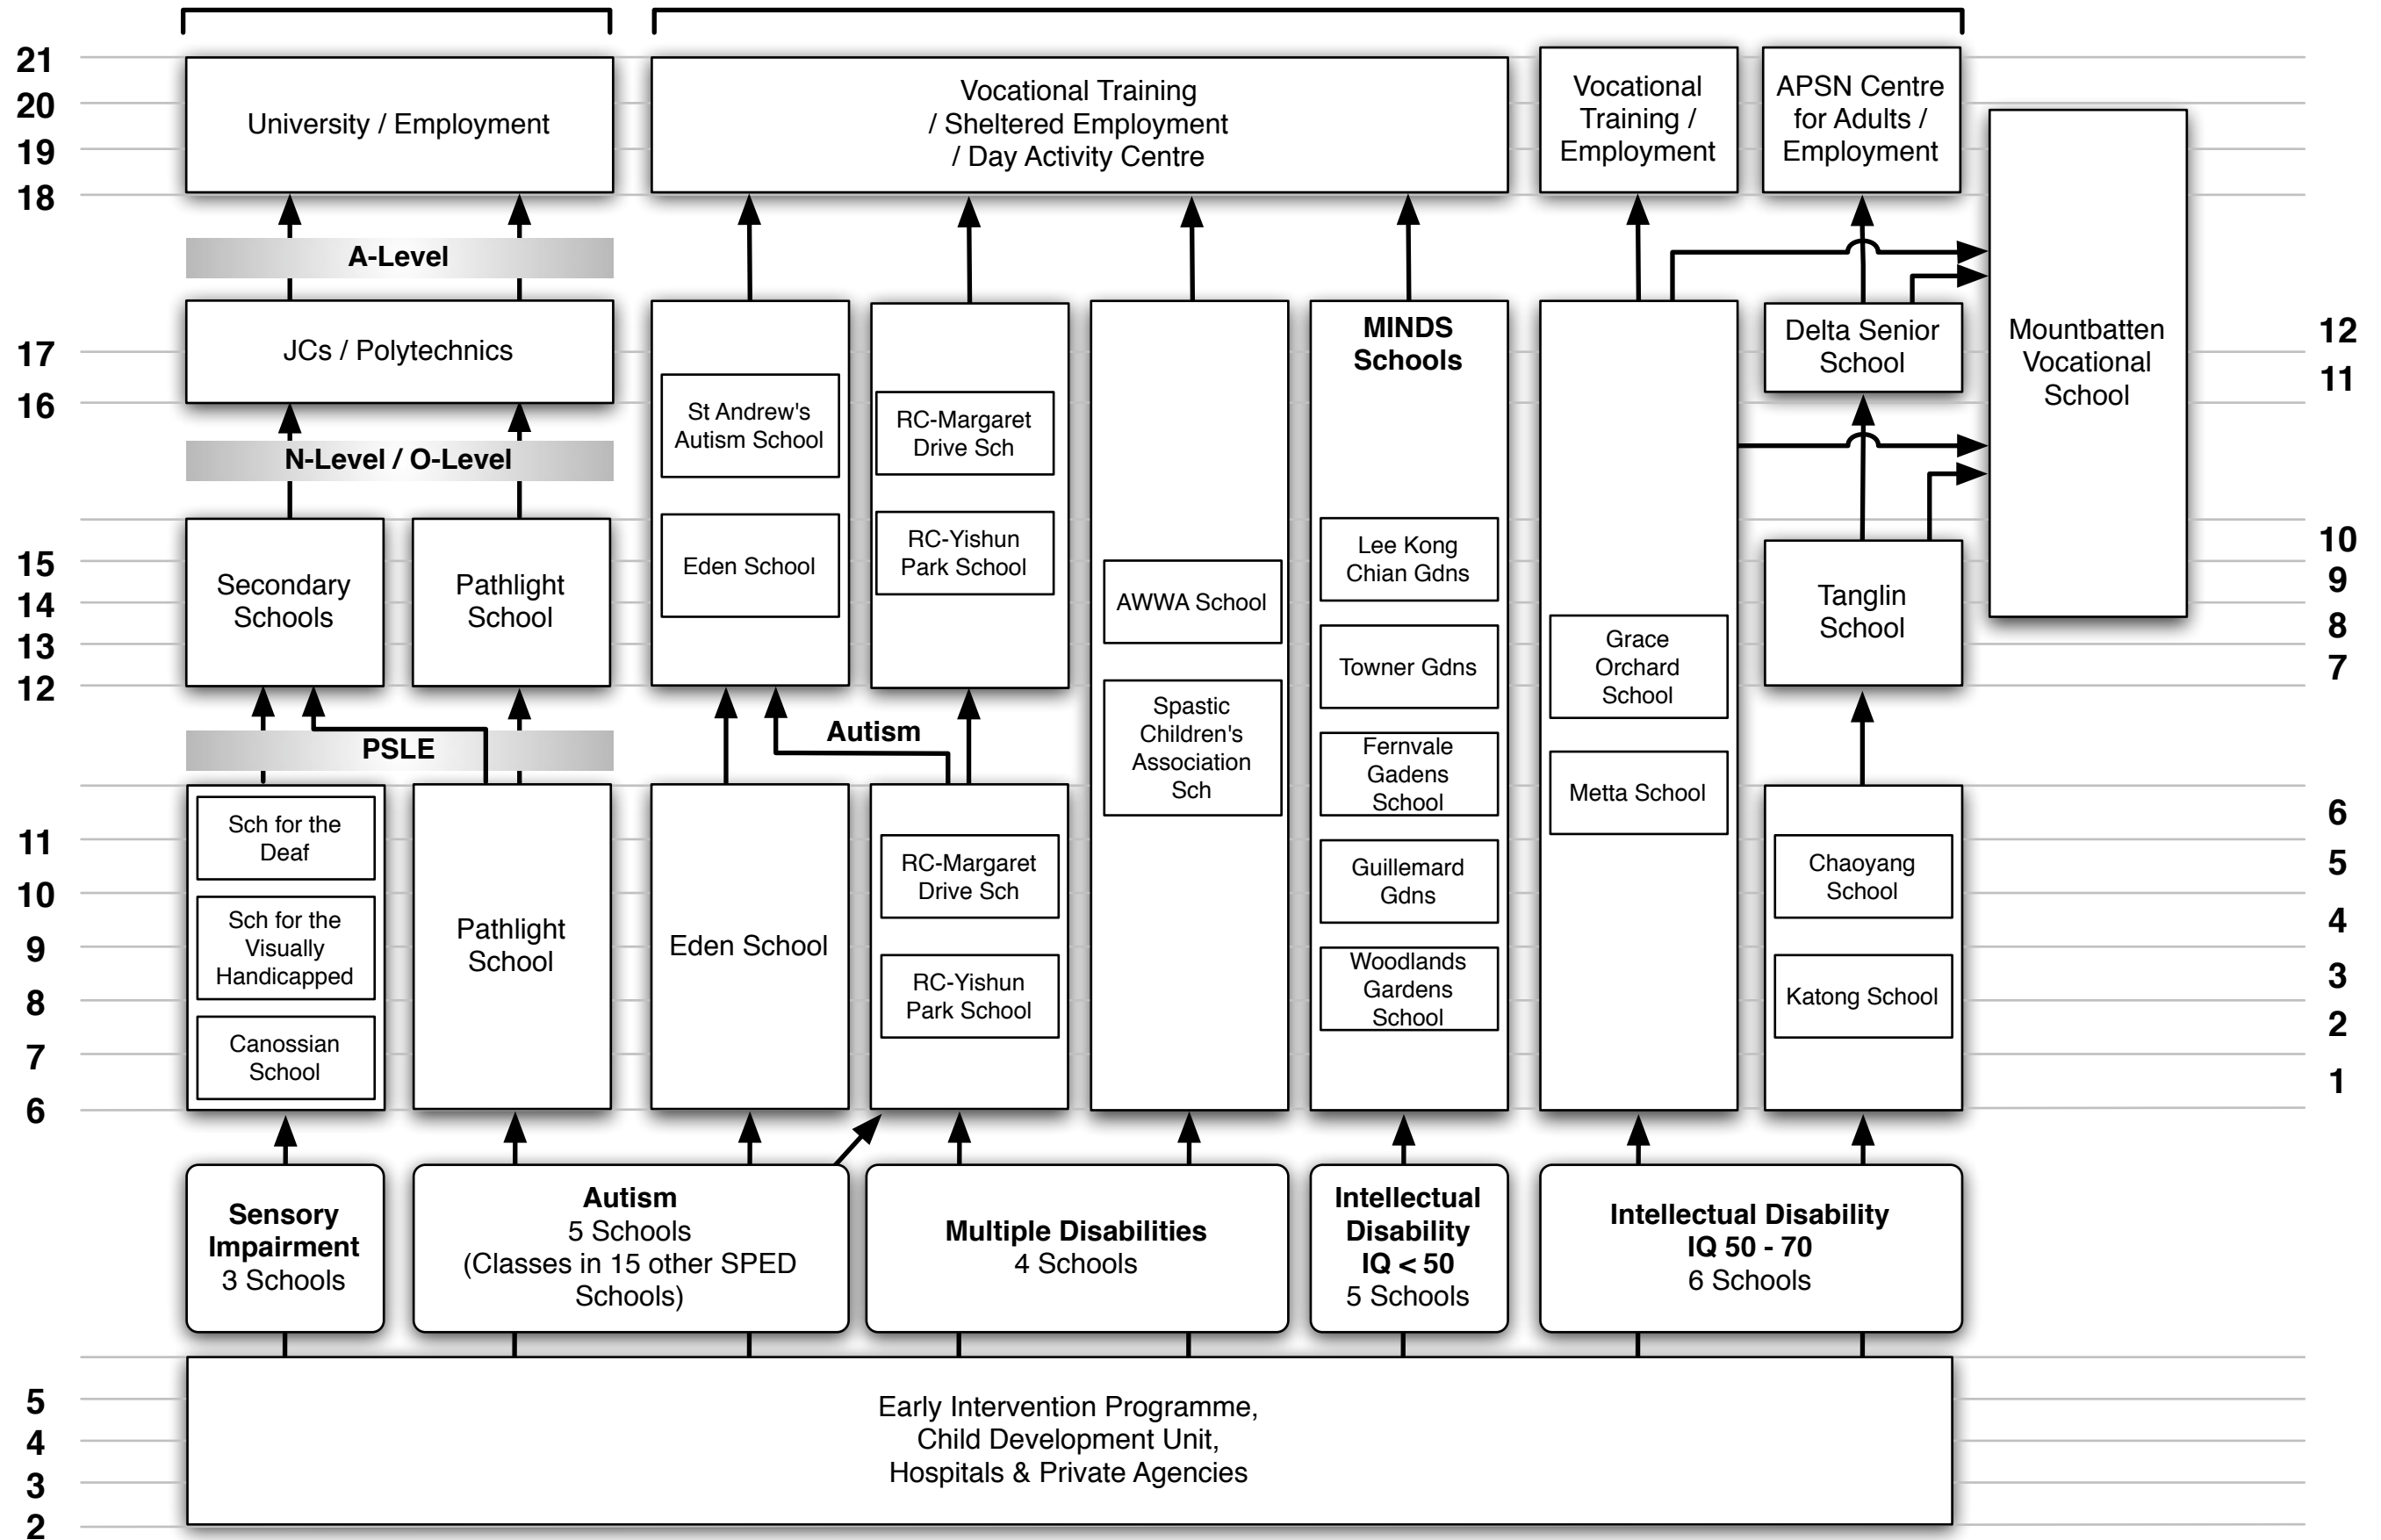 21
20
19
18
17
16
15
14
13
12
11
10
9
8
7
6
5
4
3
2
University / Employment
Vocational Training
/ Sheltered Employment
/ Day Activity Centre
Vocational
Training /
Employment
APSN Centre
for Adults /
Employment
A-Level
JCs / Polytechnics
N-Level / O-Level
Secondary
Schools
Pathlight
School
St Andrew's
Autism School
Eden School
RC-Margaret
Drive Sch
RC-Yishun
Park School
AWWA School
Spastic
Children's
Association
Sch
MINDS
Schools
Lee Kong
Chian Gdns
Towner Gdns
Fernvale
Gadens
School
Guillemard
Gdns
Woodlands
Gardens
School
Grace
Orchard
School
Metta School
Delta Senior
School
Tanglin
School
Mountbatten
Vocational
School
PSLE
Autism
Sch for the
Deaf
Sch for the
Visually
Handicapped
Canossian
School
Pathlight
School
Eden School
RC-Margaret
Drive Sch
RC-Yishun
Park School
Chaoyang
School
Katong School
Sensory
Impairment
3 Schools
Autism
5 Schools
(Classes in 15 other SPED
Schools)
Multiple Disabilities
4 Schools
Intellectual
Disability
IQ < 50
5 Schools
Intellectual Disability
IQ 50 - 70
6 Schools
Early Intervention Programme,
Child Development Unit,
Hospitals & Private Agencies
12
11
10
9
8
7
6
5
4
3
2
1